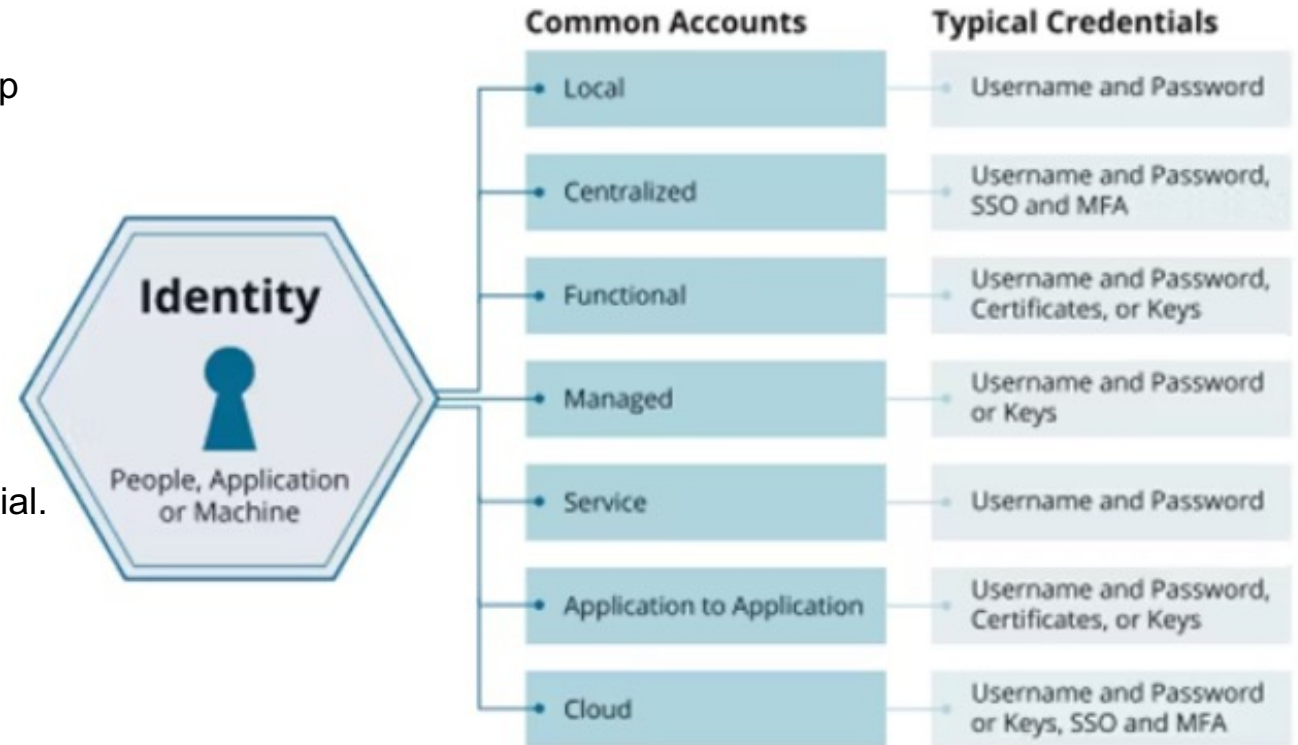 Common Accounts
Typical Credentials
p
Local
Username and Password
Centralized
Username and Password,
SSO and MFA
Functional
Username and Password,
Certificates, or Keys
Identity
People, Application
or Machine
Managed
Username and Password
or Keys
ial.
Service
Username and Password
Application to Application
Username and Password,
Certificates, or Keys
Cloud
Username and Password
or Keys, SSO and MFA